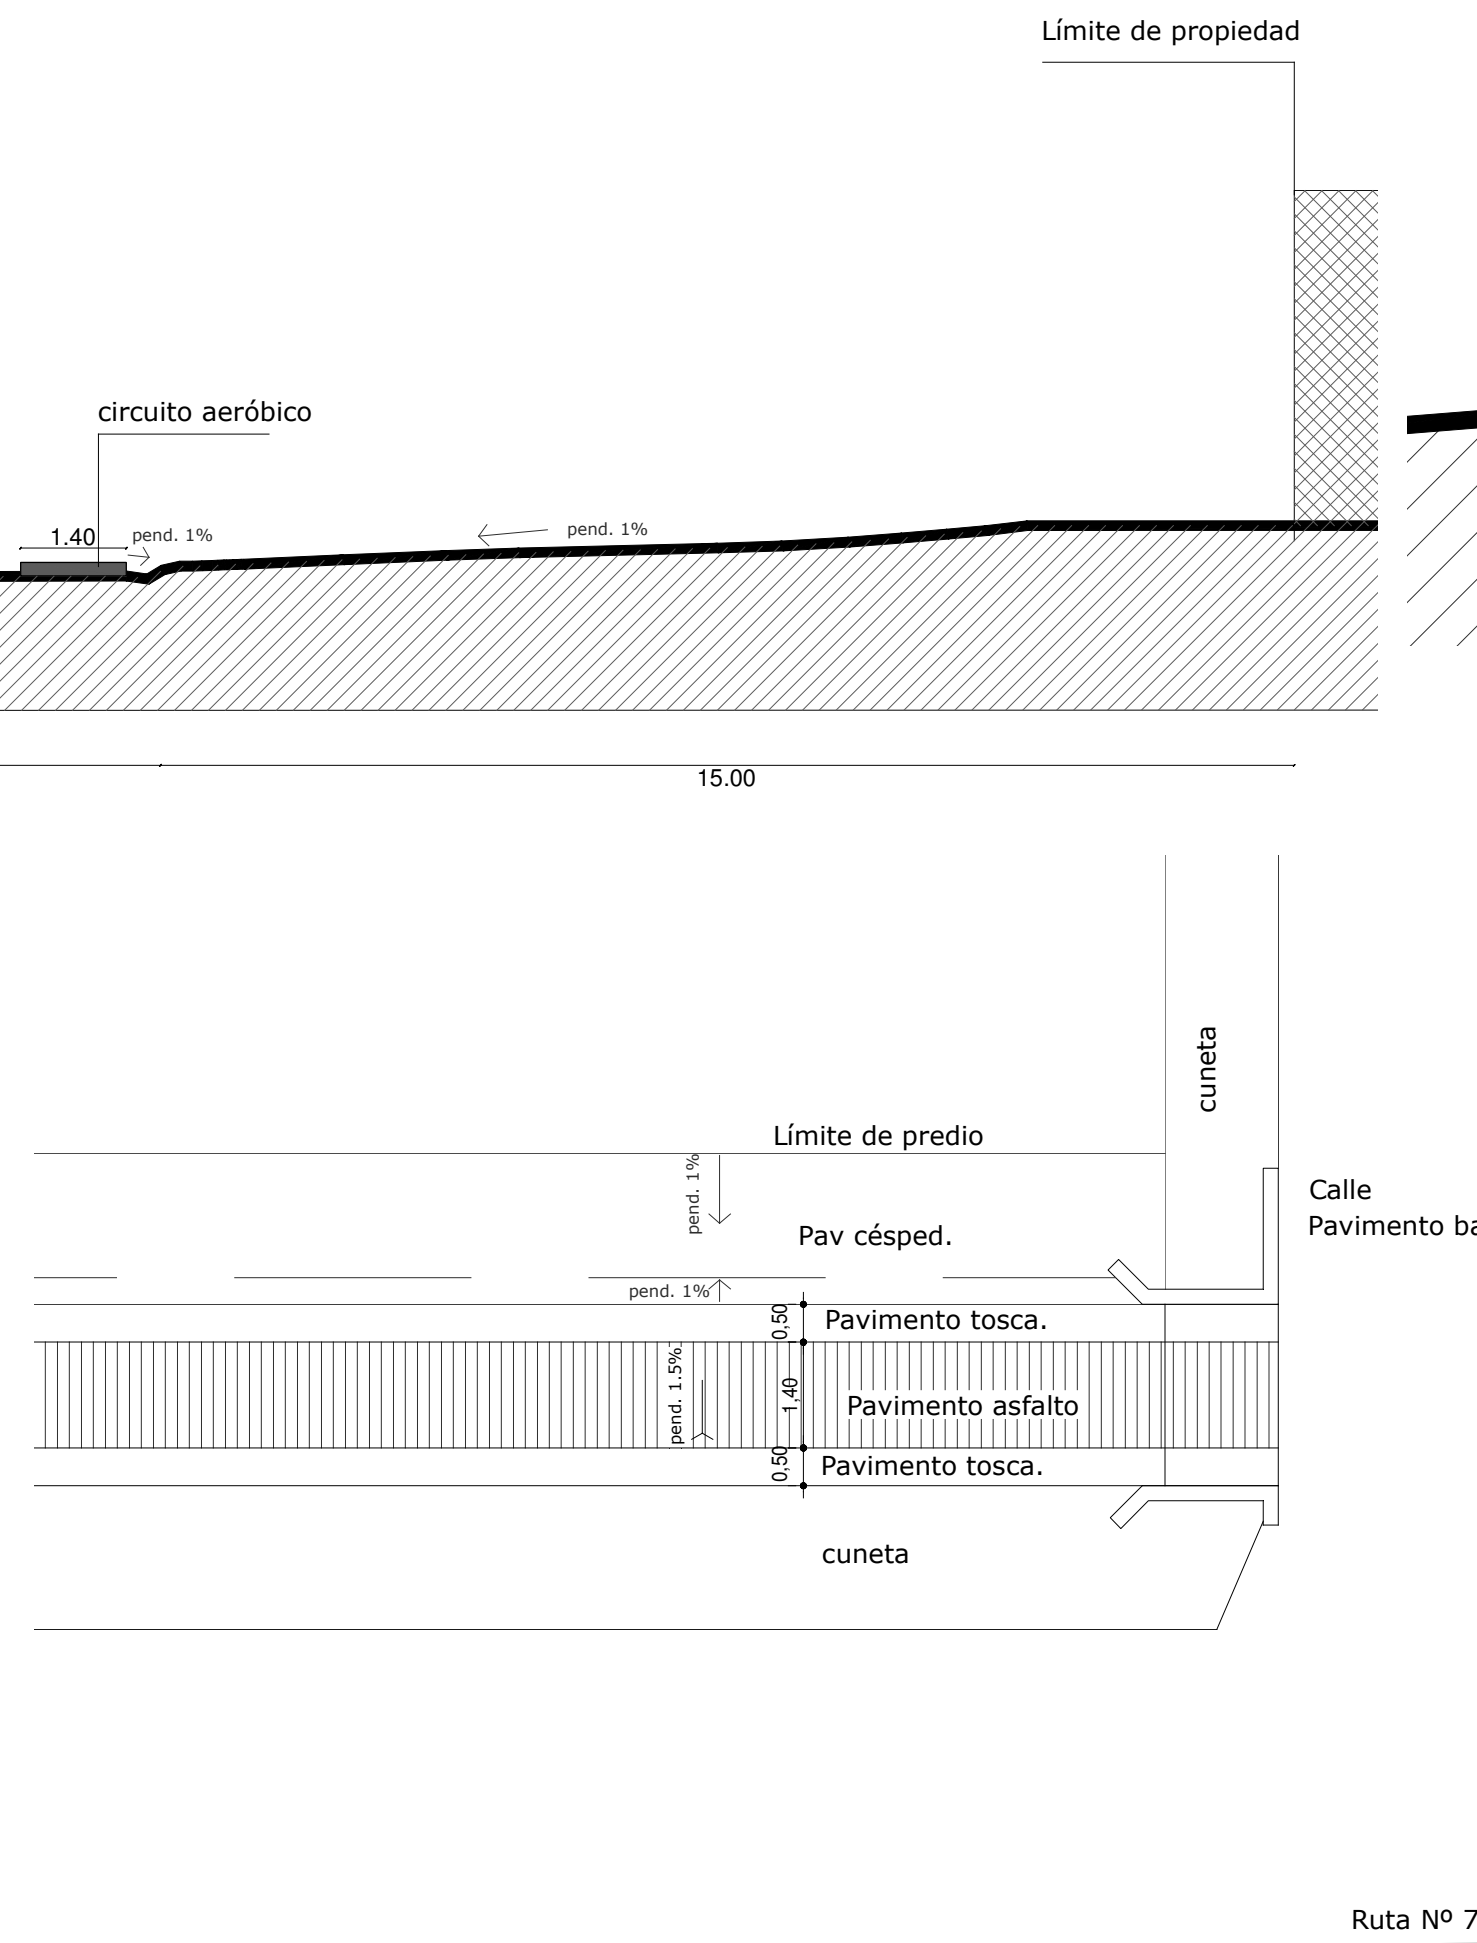 Límite de propiedad
circuito aeróbico
1.40
pend. 1%
pend. 1%
15.00
cuneta
Límite de predio
pend. 1%
Calle
Pav césped.
Pavimento ba
pend. 1%
0,50
Pavimento tosca.
pend. 1.5%
1,40
Pavimento asfalto
0,50
Pavimento tosca.
cuneta
Ruta Nº 7